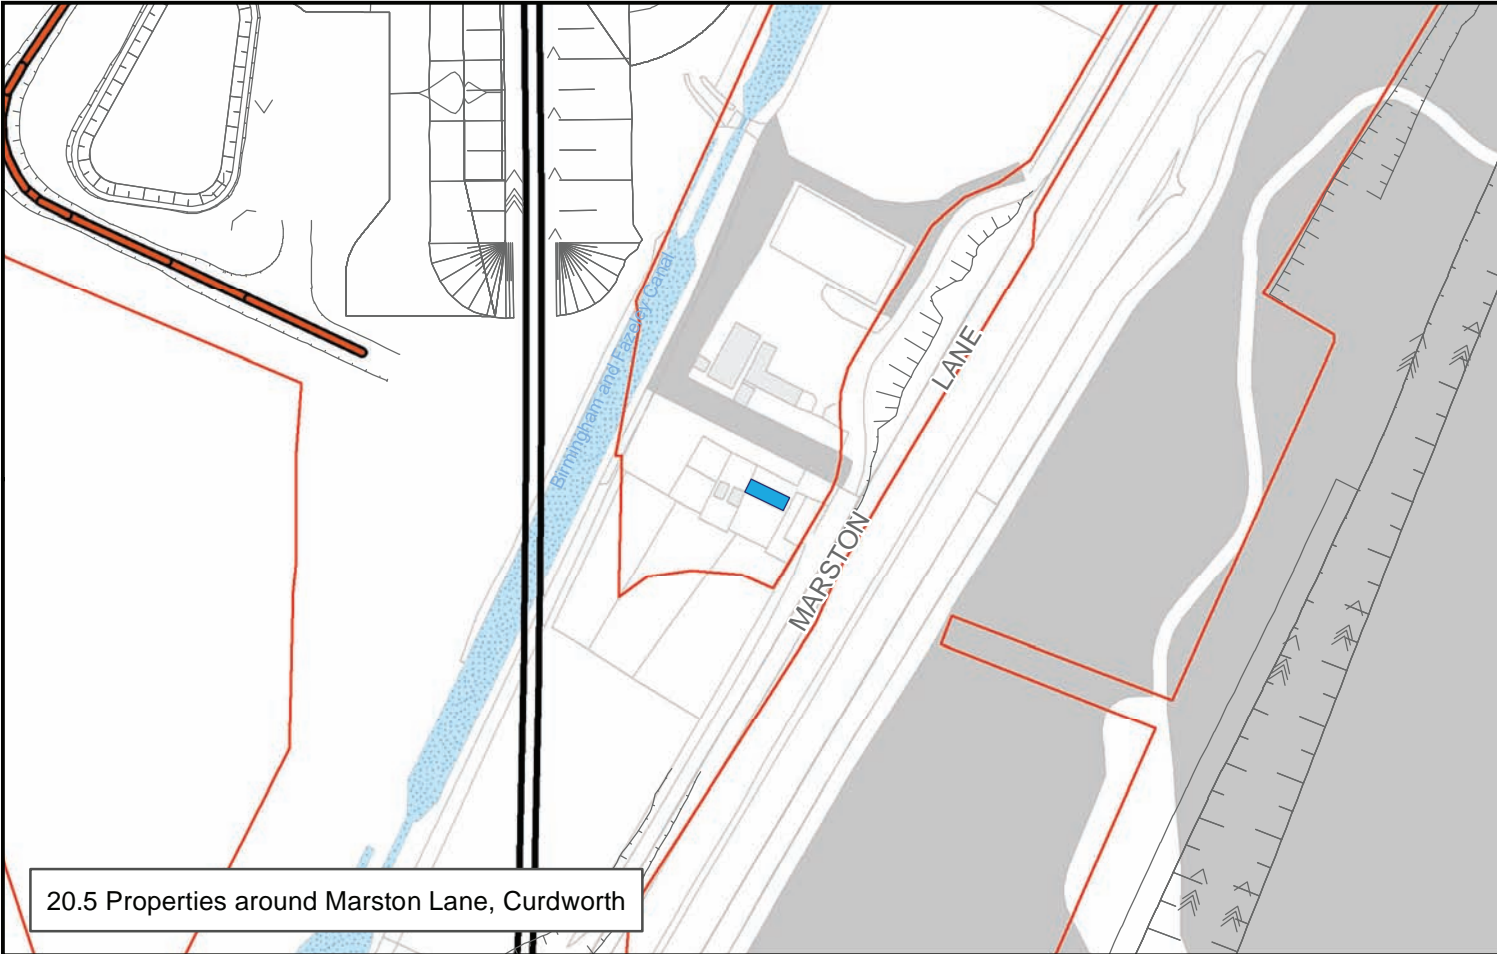 Birmingham and Fazeley Canal
LANE
MARSTON
20.5 Properties around Marston Lane, Curdworth